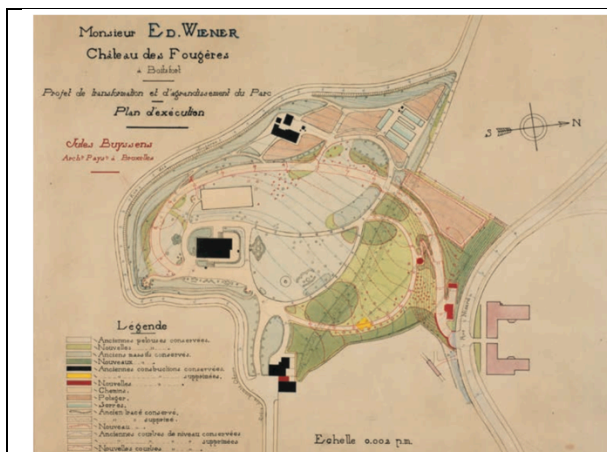 Monsieur ED. WIENER
Château des Fougères
à Boitsfort
Projet de transformation et d'agrandissement du Parc
Plan d'exécution
Jules Buyssens
Archte Payste à Bruxelles
S N
Légende
Anciennes pelouses conservées.
Nouvelles " "
Anciens massifs conservés.
Nouveaux " "
Anciennes constructions conservées.
" " supprimées.
Nouvelles "
Chemins.
Potager.
Serres.
Ancien tracé conservé.
" " supprimé.
Nouveau " "
Anciennes courbes de niveau conservées
" " " " supprimées
Nouvelles courbes " "
Echelle 0.002 p.m.